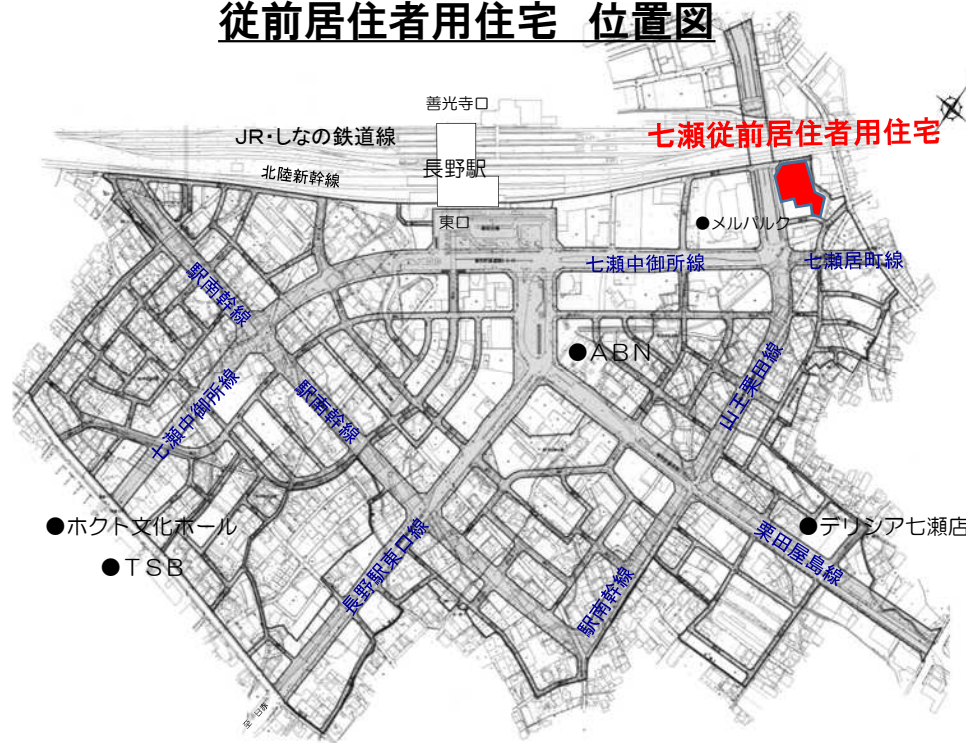 従前居住者用住宅　位置図
善光寺口
JR・しなの鉄道線
七瀬従前居住者用住宅
長野駅
北陸新幹線
東口
●メルパルク
七瀬中御所線
七瀬居町線
駅南幹線
●ABN
山王栗田線
駅南幹線
七瀬中御所線
●ホクト文化ホール
●デリシア七瀬店
栗田屋島線
●TSB
長野駅東口線
駅南幹線
至 日赤